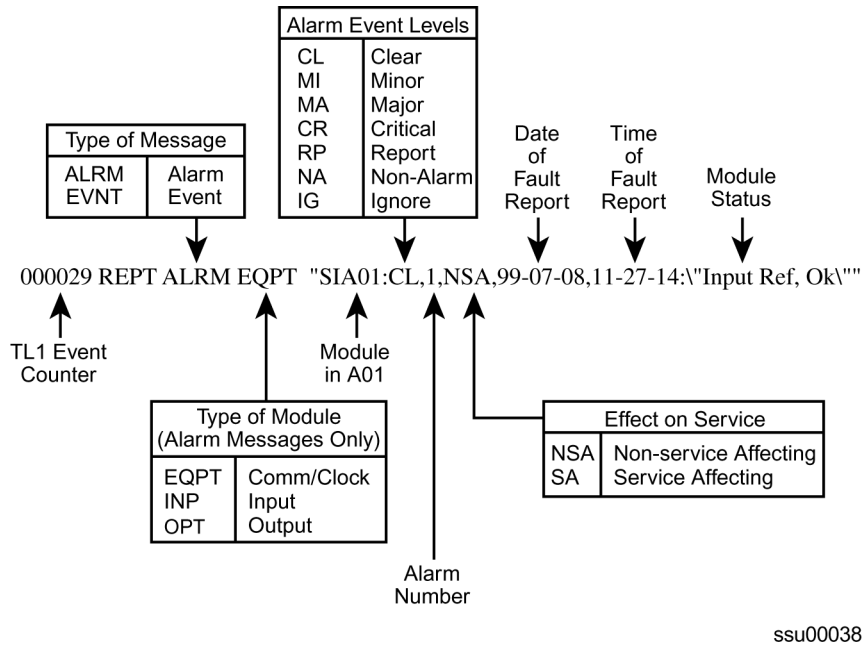 Alarm Event Levels
CL Clear
MI Minor
MA Major
CR Critical
RP Report
NA Non-Alarm
IG Ignore
Type of Message
ALRM Alarm
EVNT Event
Date
of
Fault
Report
Time
of
Fault
Report
Module
Status
000029 REPT ALRM EQPT "SIA01:CL,1,NSA,99-07-08,11-27-14:\"Input Ref, Ok\""
TL1 Event
Counter
Module
in A01
Type of Module
(Alarm Messages Only)
EQPT Comm/Clock
INP Input
OPT Output
Effect on Service
NSA Non-service Affecting
SA Service Affecting
Alarm
Number
ssu00038